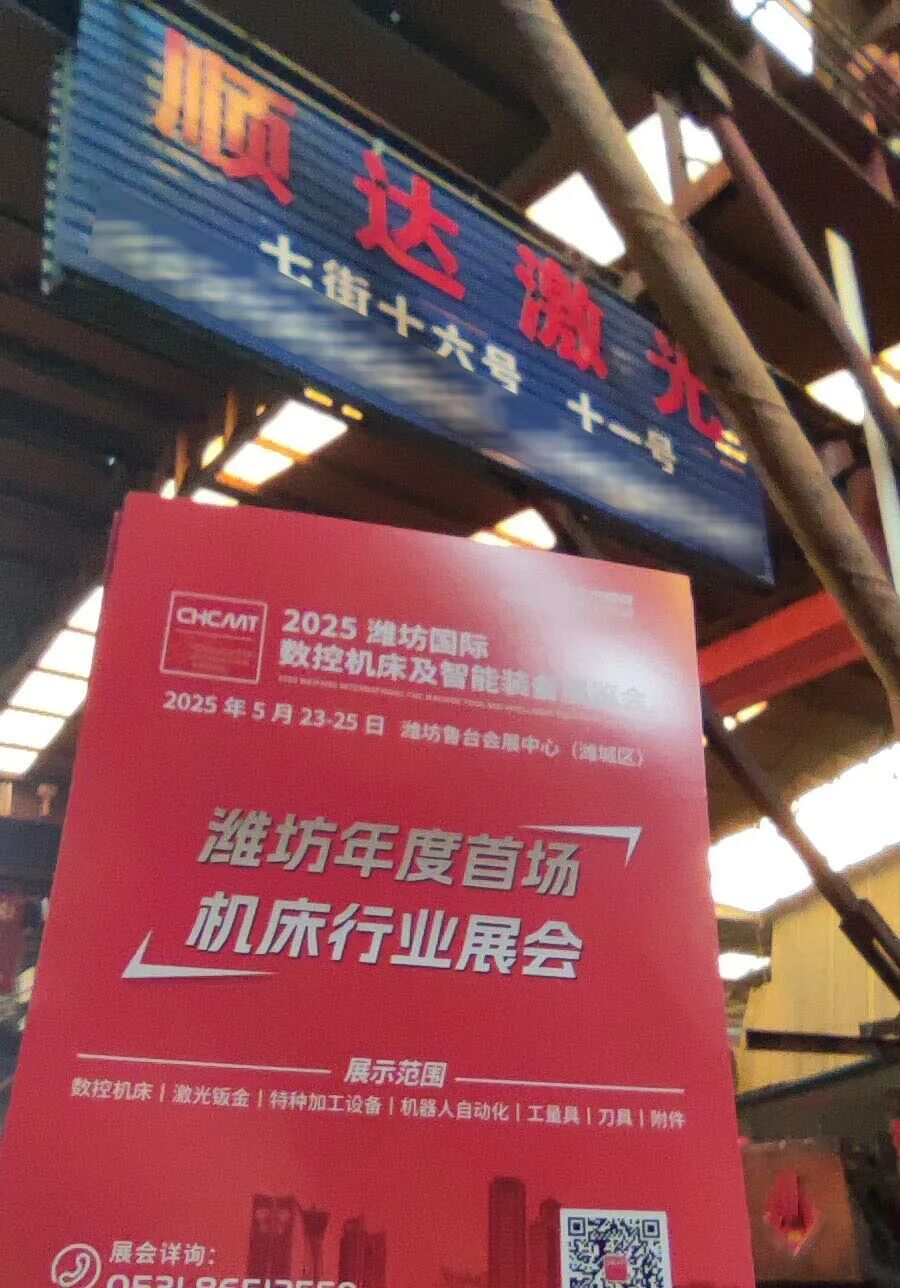 顺达激光
七街十六号 十一号
CHCMT
2025 潍坊国际
数控机床及智能装备展览会
2025 年 5 月 23-25 日 潍坊鲁台会展中心（潍城区）
潍坊年度首场
机床行业展会
展示范围
数控机床 | 激光钣金 | 特种加工设备 | 机器人自动化 | 工量具 | 刀具 | 附件
展会详询: